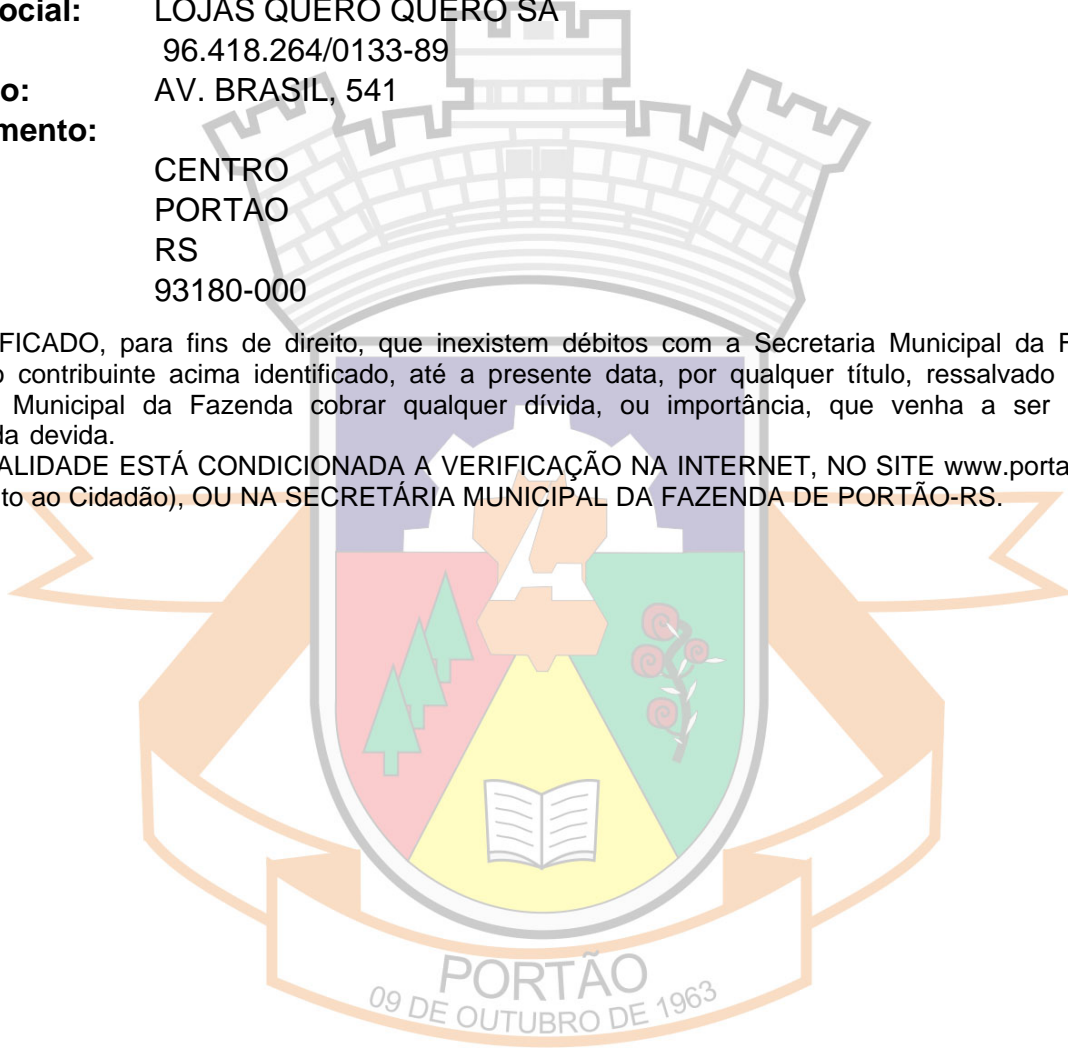 ocial: LOJAS QUERO QUERO SA
96.418.264/0133-89
o: AV. BRASIL, 541
mento:
CENTRO
PORTAO
RS
93180-000
FICADO, para fins de direito, que inexistem débitos com a Secretaria Municipal da F
o contribuinte acima identificado, até a presente data, por qualquer título, ressalvado
Municipal da Fazenda cobrar qualquer dívida, ou importância, que venha a ser
da devida.
ALIDADE ESTÁ CONDICIONADA A VERIFICAÇÃO NA INTERNET, NO SITE www.porta
to ao Cidadão), OU NA SECRETÁRIA MUNICIPAL DA FAZENDA DE PORTÃO-RS.
PORTÃO
09 DE OUTUBRO DE 1963